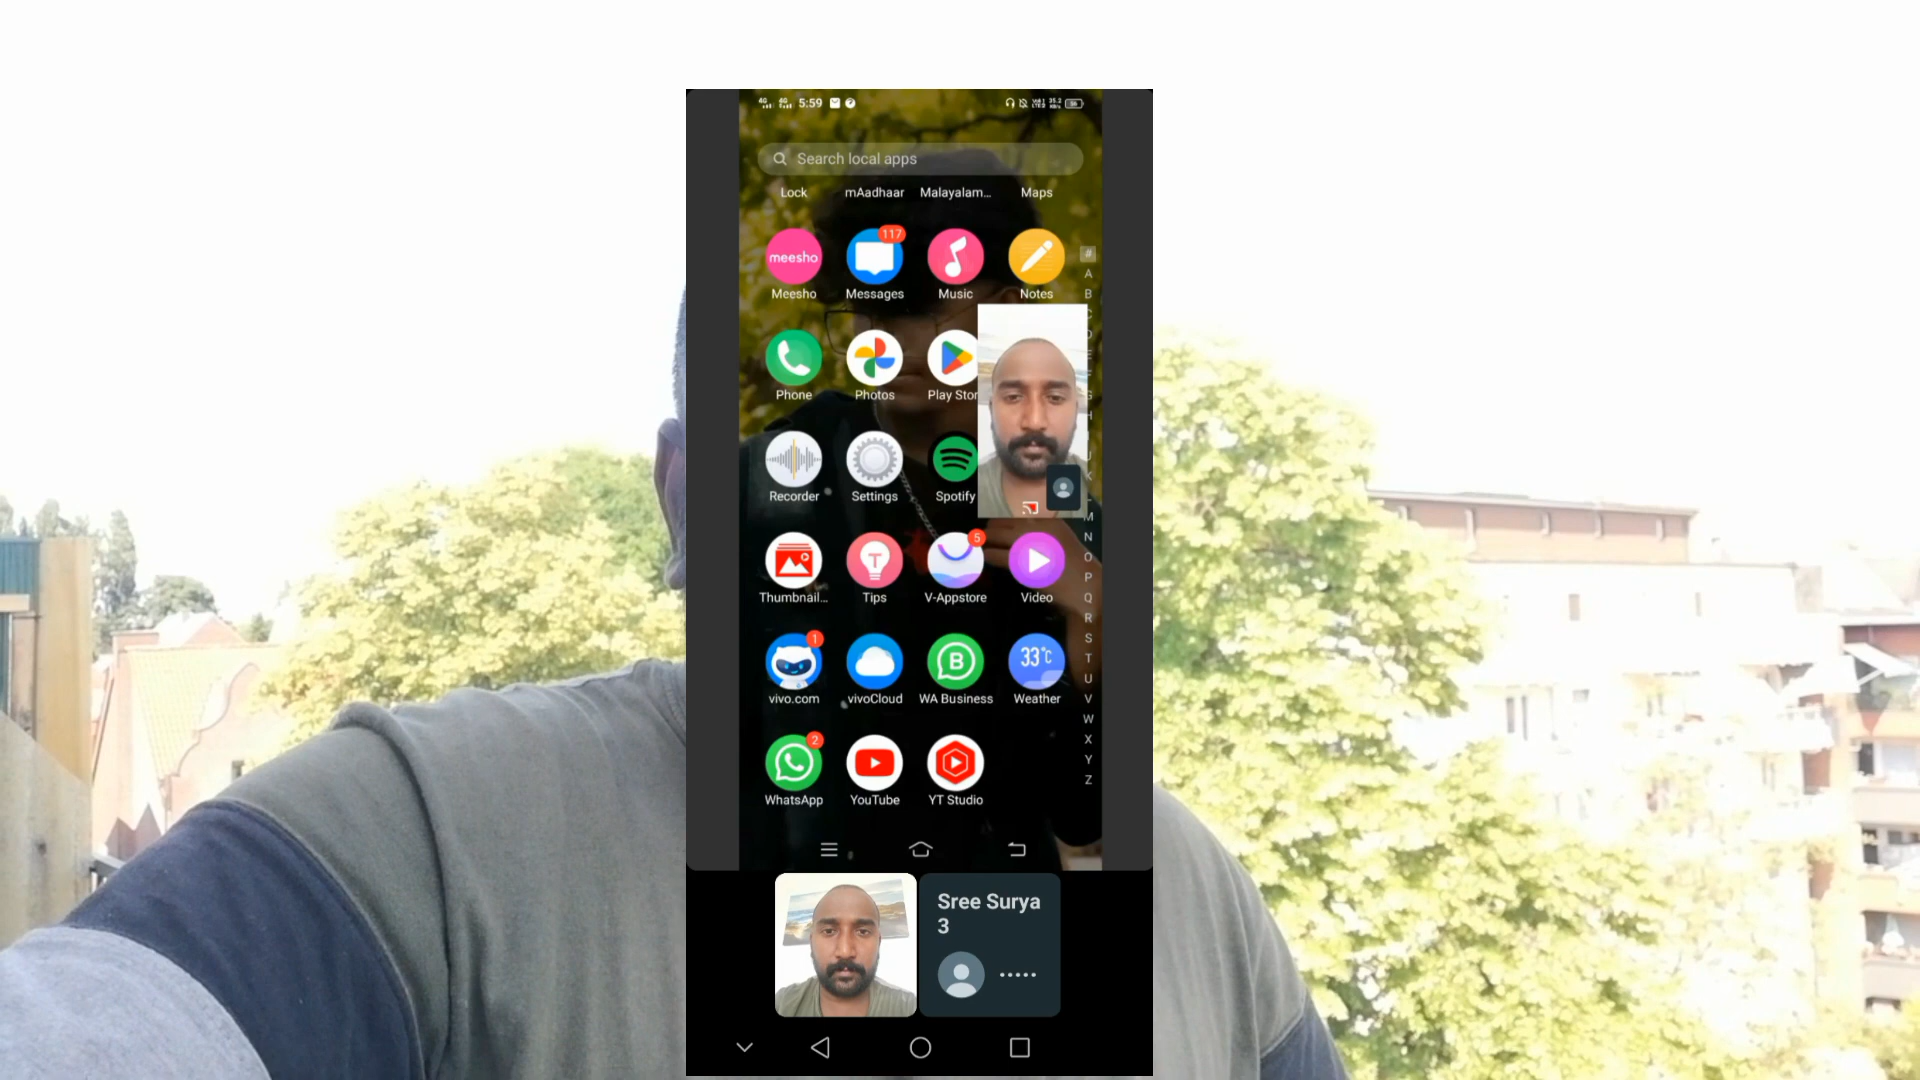 4G 4G 5:59
Search local apps
Lock mAadhaar Malayalam... Maps
117
meesho
Meesho Messages Music Notes
#
A
B
Phone Photos Play Stor
Recorder Settings Spotify
T
5
Thumbnail... Tips V-Appstore Video
1
B
33°C
vivo.com vivoCloud WA Business Weather
2
WhatsApp YouTube YT Studio
M
N
O
P
Q
R
S
T
U
V
W
X
Y
Z
Sree Surya
3